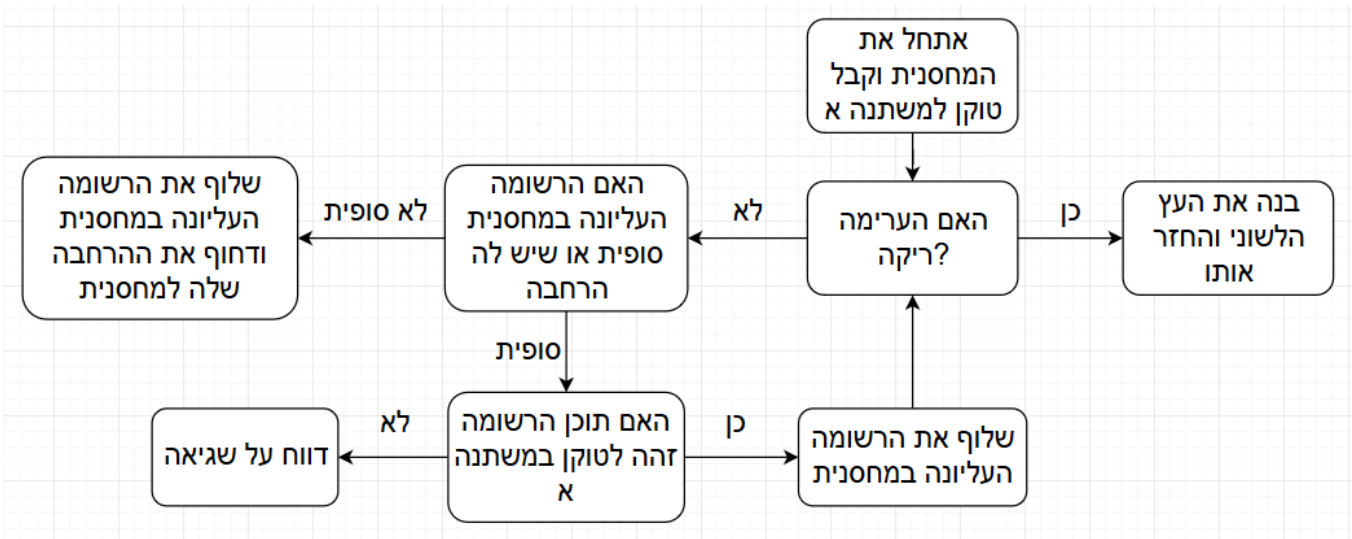 אתחל את
המחסנית וקבל
טוקן למשתנה א
האם הערימה
ריקה?
כן
בנה את העץ
הלשוני והחזר
אותו
לא
האם הרשומה
העליונה במחסנית
סופית או שיש לה
הרחבה
לא סופית
שלוף את הרשומה
העליונה במחסנית
ודחוף את ההרחבה
שלה למחסנית
סופית
האם תוכן הרשומה
זהה לטוקן במשתנה
א
כן
שלוף את הרשומה
העליונה במחסנית
לא
דווח על שגיאה